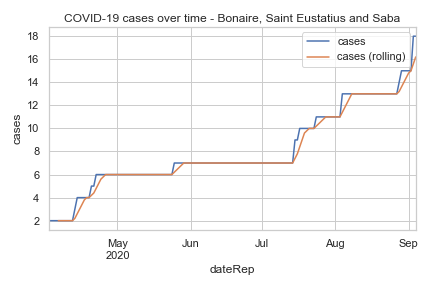 COVID-19 cases over time - Bonaire, Saint Eustatius and Saba
cases
cases (rolling)
18
16
14
12
10
8
6
4
2
cases
May
2020
Jun
Jul
Aug
Sep
dateRep